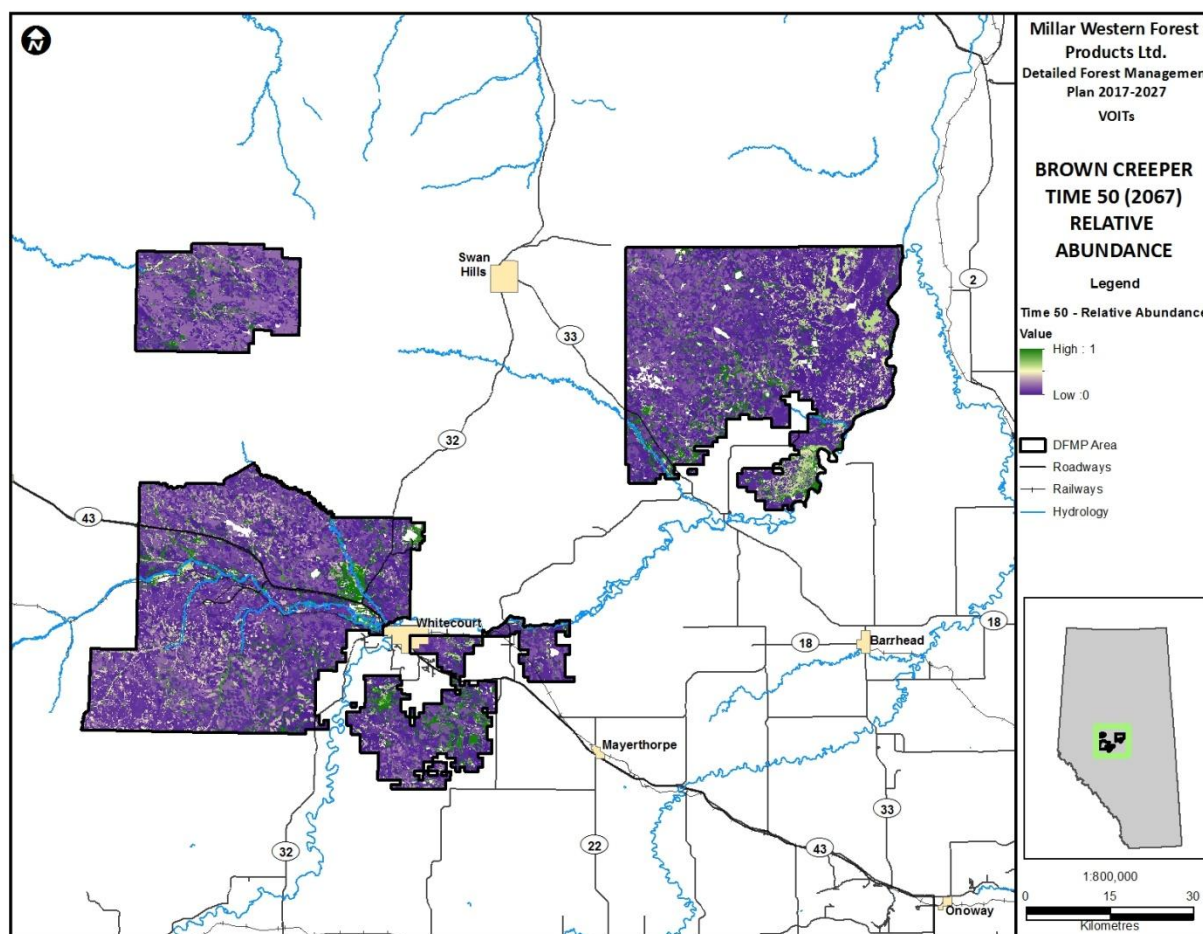 N
Millar Western Forest
Products Ltd.
Detailed Forest Managemen
Plan 2017-2027
VOITs
BROWN CREEPER
TIME 50 (2067)
RELATIVE
ABUNDANCE
Legend
Time 50 - Relative Abundance
Value
High : 1
Low :0
DFMP Area
Roadways
Railways
Hydrology
Swan
Hills
2
33
32
43
Whitecourt
18
Barrhead
18
Mayerthorpe
33
32
22
43
Onoway
1:800,000
0 15 30
Kilometres